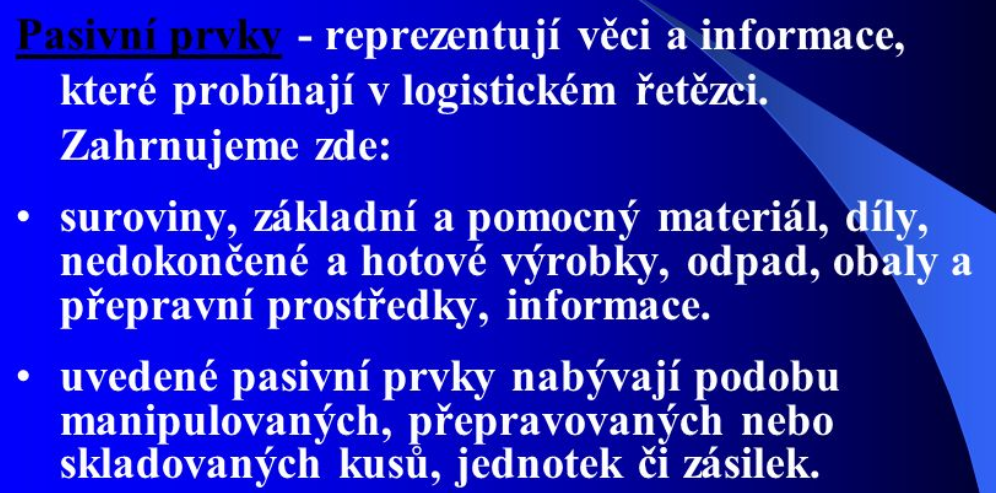 Pasivní prvky - reprezentují věci a informace,
které probíhají v logistickém řetězci.
Zahrnujeme zde:
• suroviny, základní a pomocný materiál, díly,
nedokončené a hotové výrobky, odpad, obaly a
přepravní prostředky, informace.
• uvedené pasivní prvky nabývají podobu
manipulovaných, přepravovaných nebo
skladovaných kusů, jednotek či zásilek.